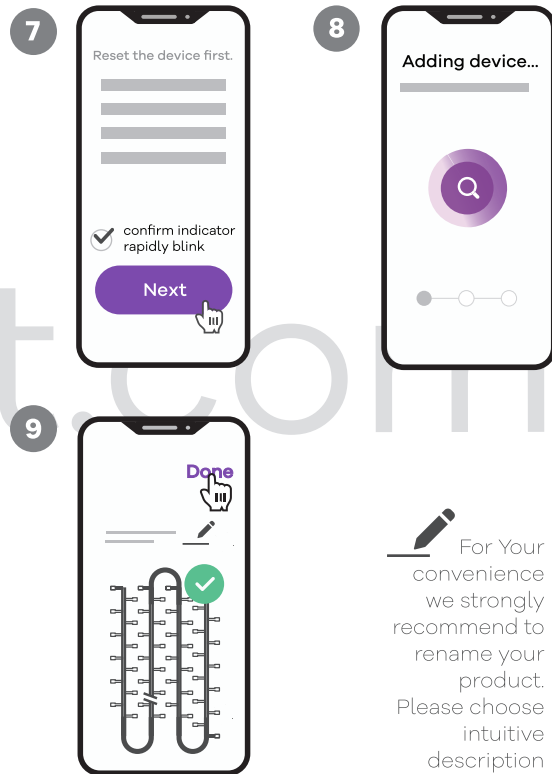 7
Reset the device first.
confirm indicator
rapidly blink
Next
8
Adding device...
9
Done
For Your
convenience
we strongly
recommend to
rename your
product.
Please choose
intuitive
description
t.com